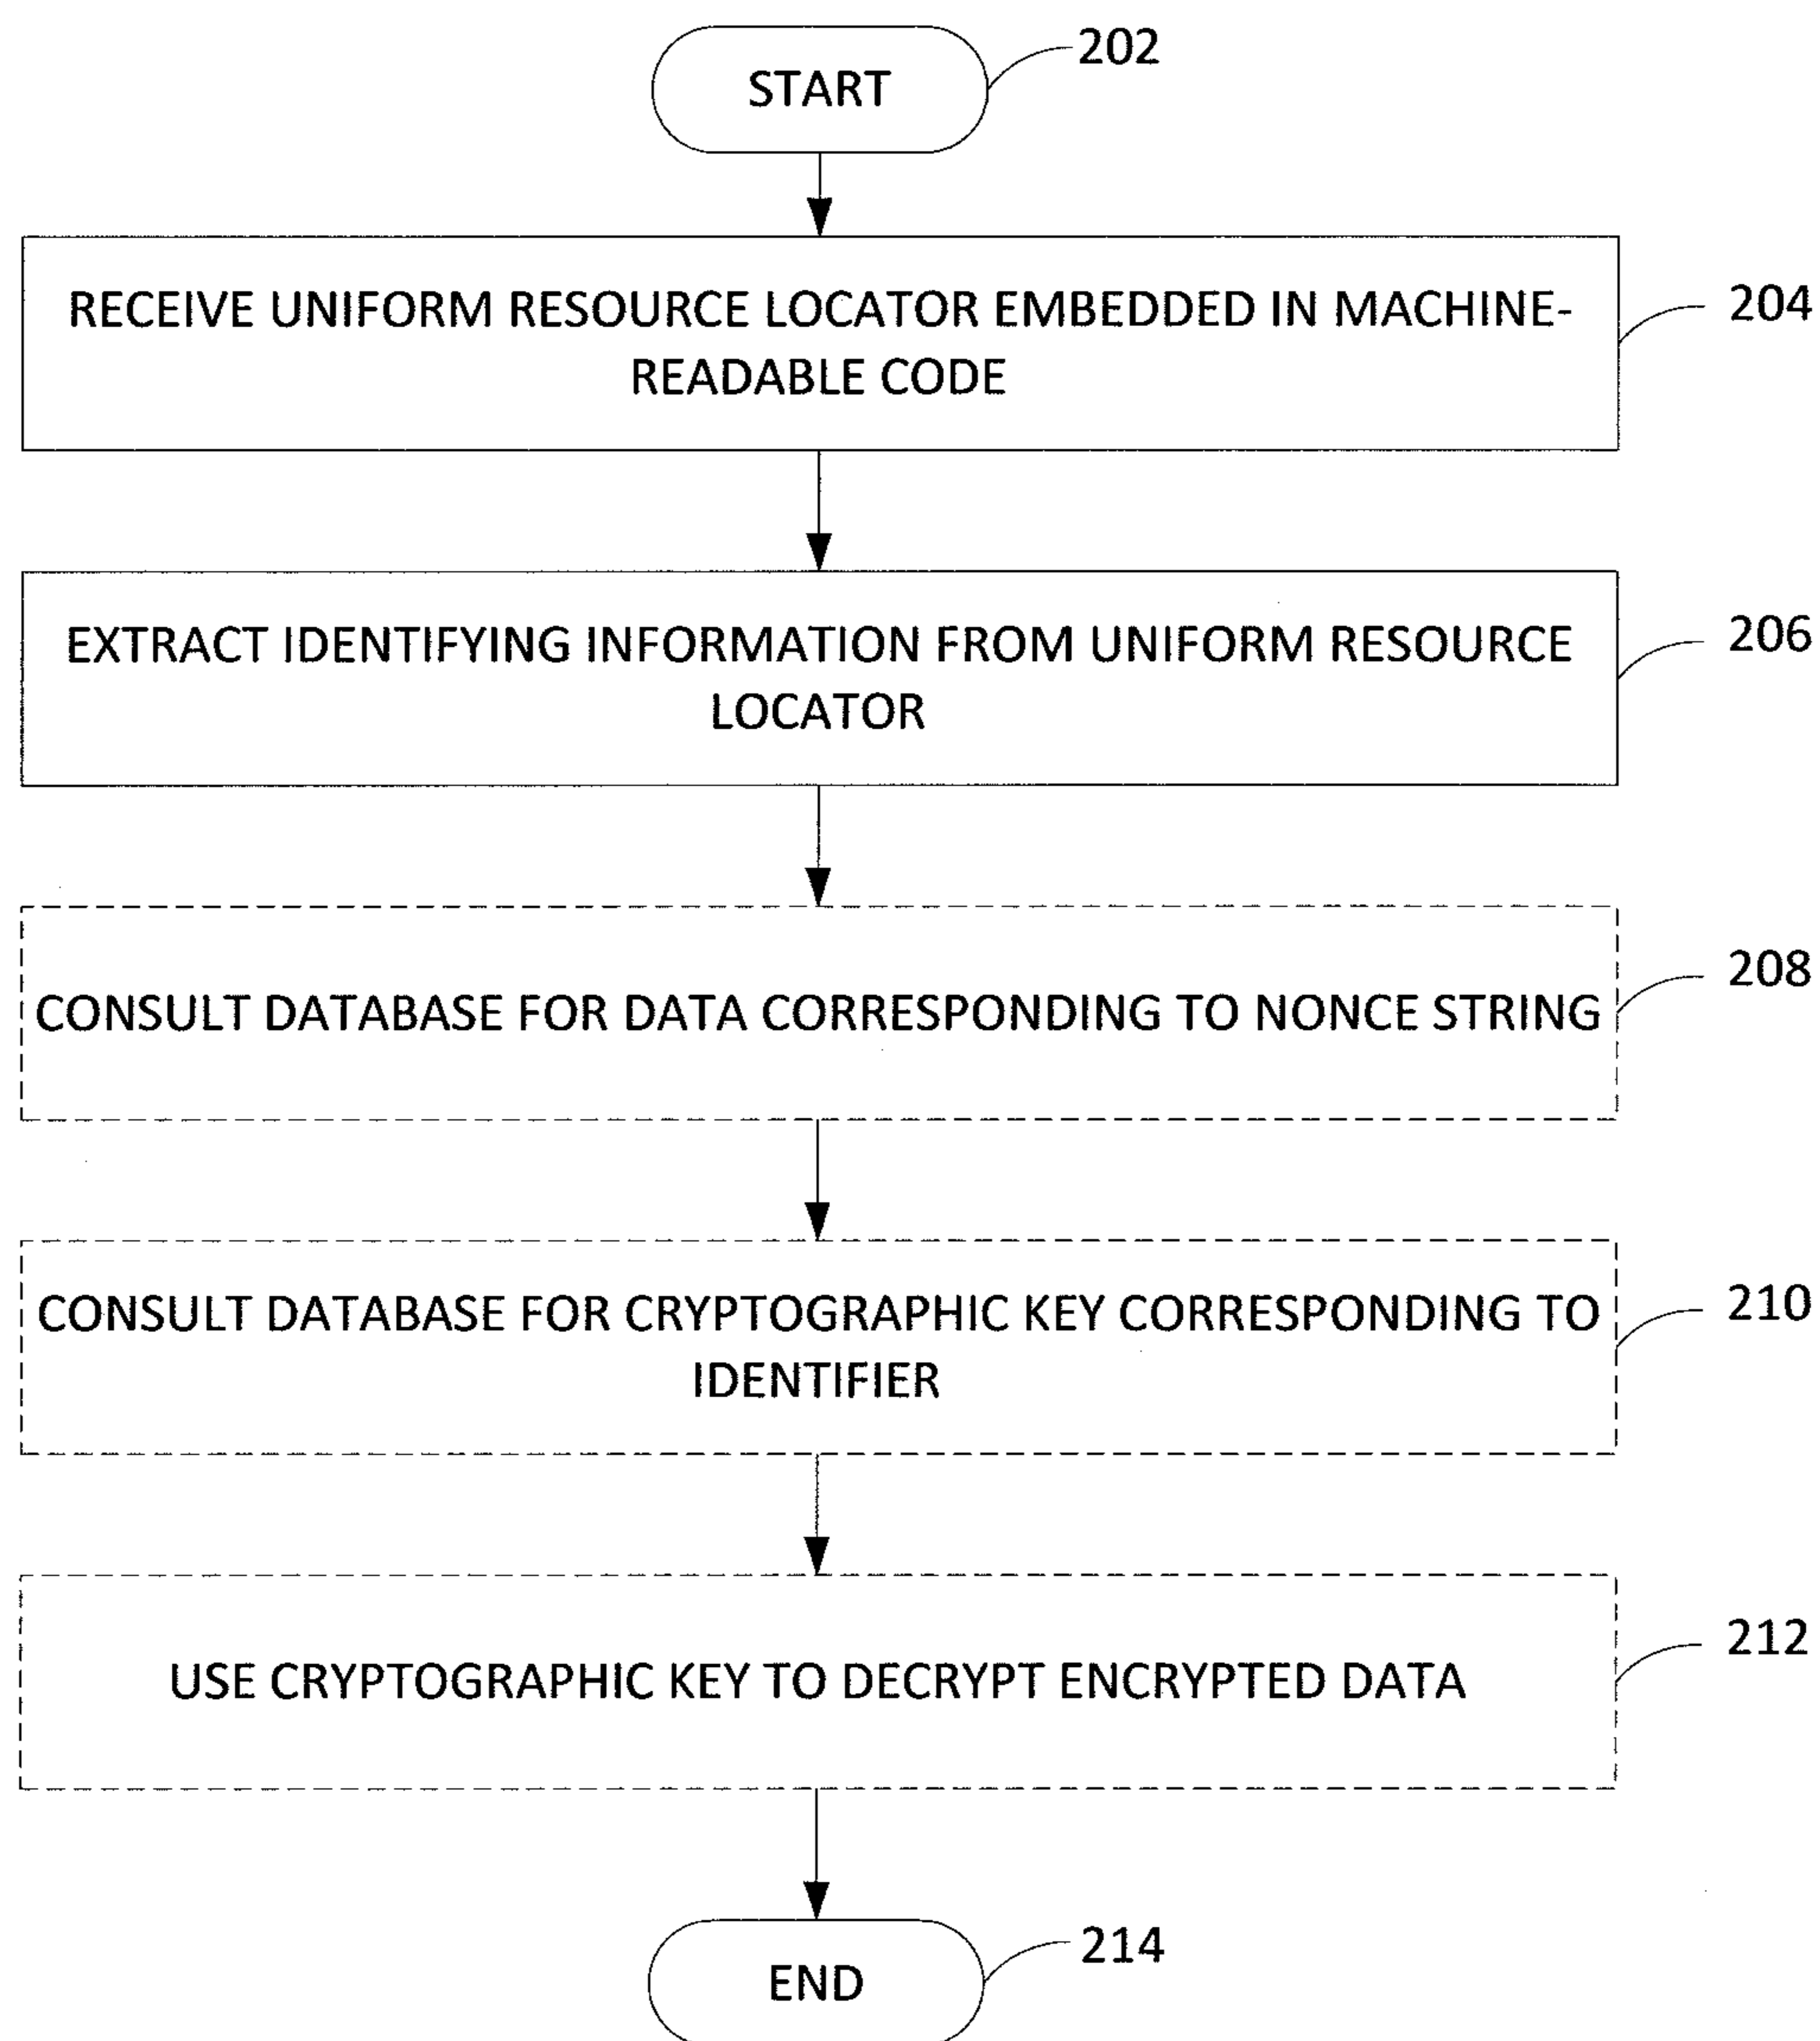 START
202
RECEIVE UNIFORM RESOURCE LOCATOR EMBEDDED IN MACHINE-
READABLE CODE
204
EXTRACT IDENTIFYING INFORMATION FROM UNIFORM RESOURCE
LOCATOR
206
CONSULT DATABASE FOR DATA CORRESPONDING TO NONCE STRING
208
CONSULT DATABASE FOR CRYPTOGRAPHIC KEY CORRESPONDING TO
IDENTIFIER
210
USE CRYPTOGRAPHIC KEY TO DECRYPT ENCRYPTED DATA
212
END
214